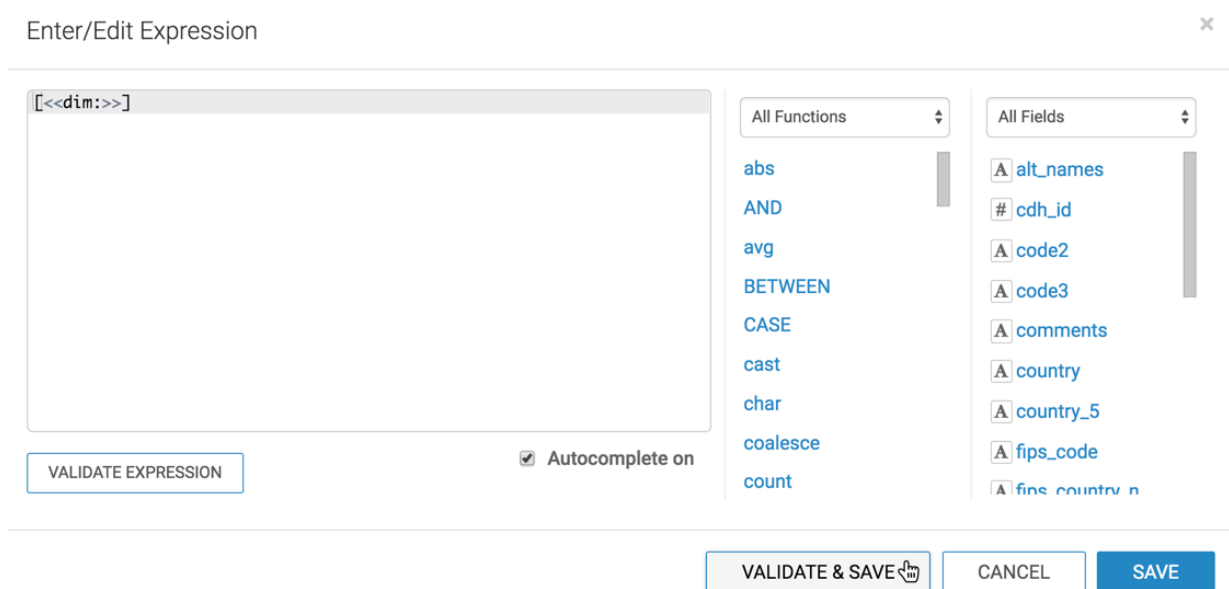 Enter/Edit Expression
×
[<<dim:>>]
VALIDATE EXPRESSION
Autocomplete on
All Functions
abs
AND
avg
BETWEEN
CASE
cast
char
coalesce
count
All Fields
A alt_names
# cdh_id
A code2
A code3
A comments
A country
A country_5
A fips_code
A fips_country_n
VALIDATE & SAVE
CANCEL
SAVE